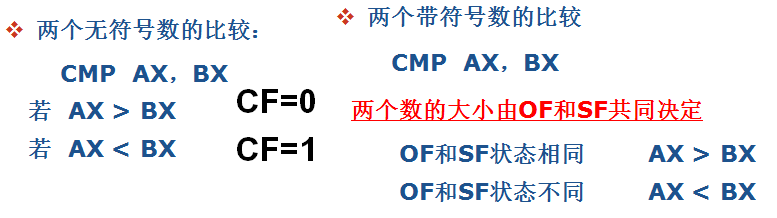 ❖ 两个无符号数的比较：
CMP AX，BX
若 AX > BX CF=0
若 AX < BX CF=1
❖ 两个带符号数的比较
CMP AX，BX
两个数的大小由OF和SF共同决定
OF和SF状态相同 AX > BX
OF和SF状态不同 AX < BX